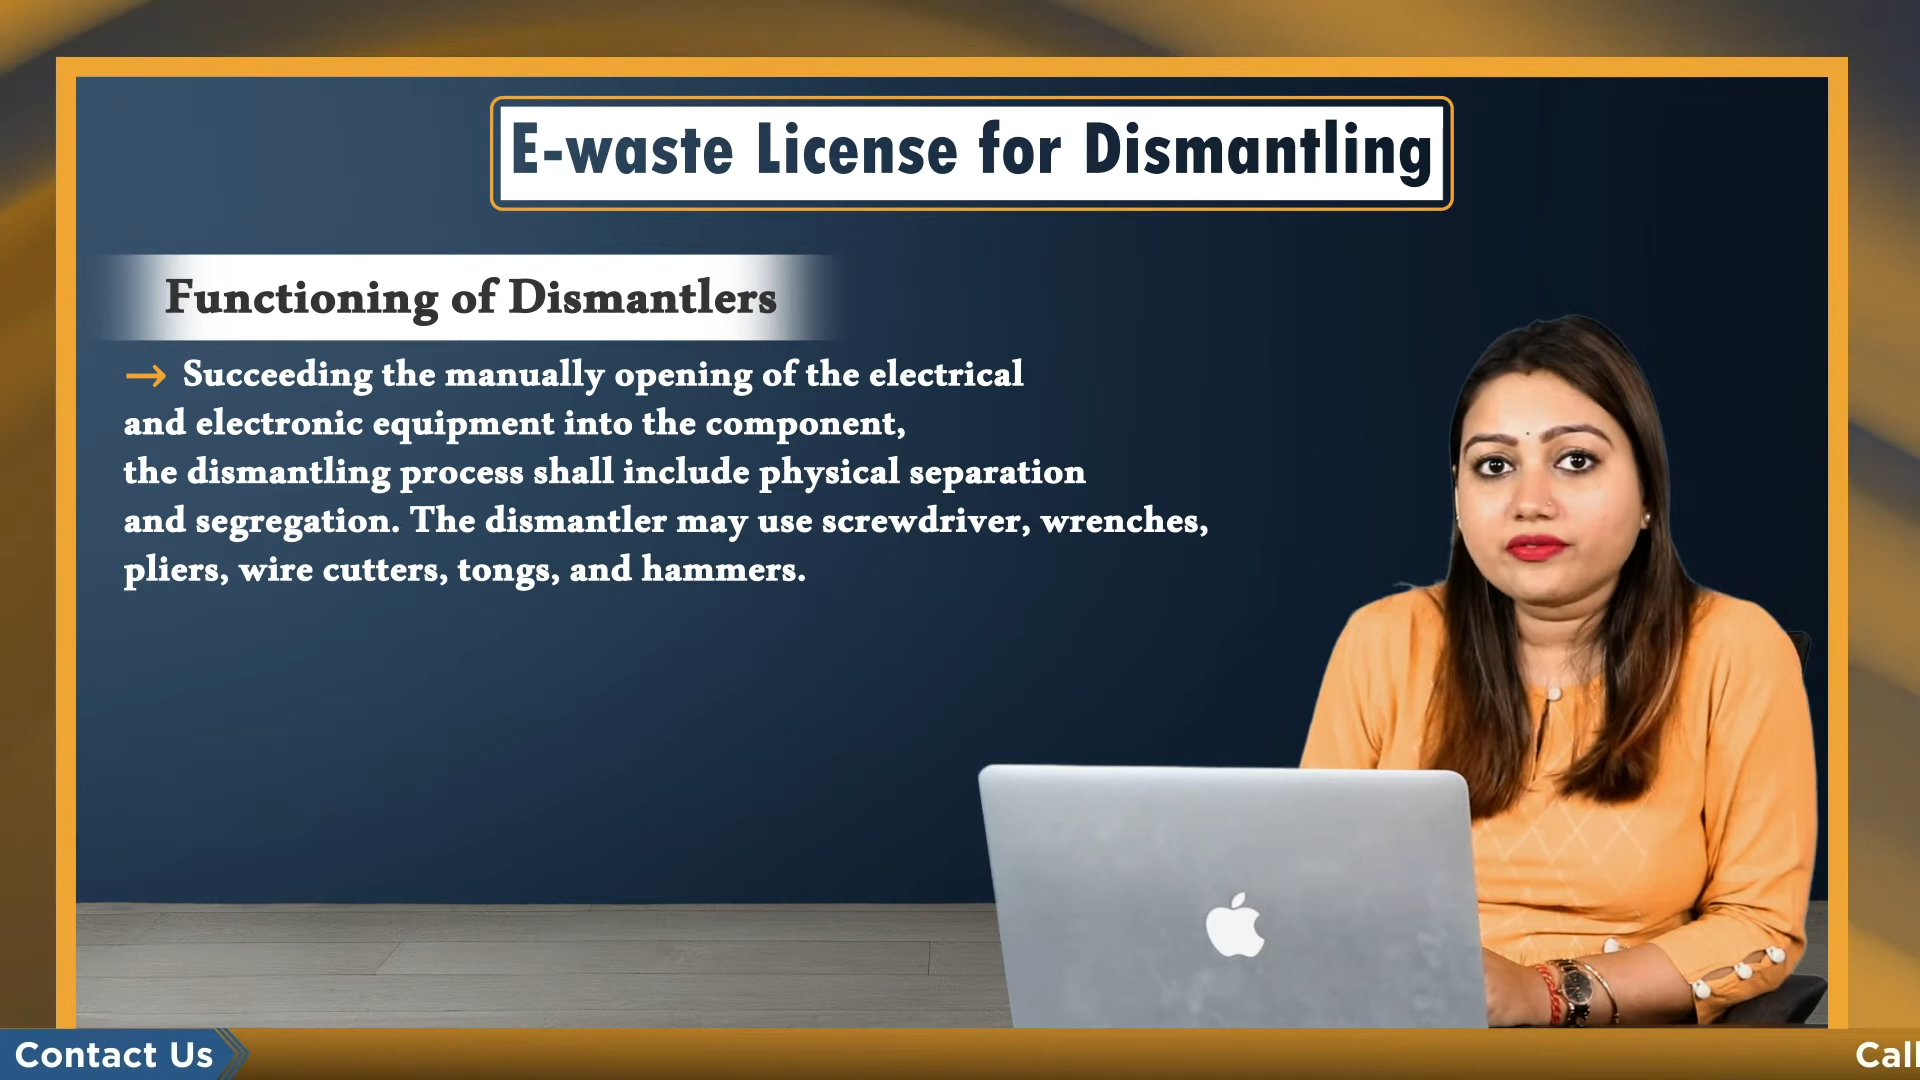 E-waste License for Dismantling
Functioning of Dismantlers
→ Succeeding the manually opening of the electrical
and electronic equipment into the component,
the dismantling process shall include physical separation
and segregation. The dismantler may use screwdriver, wrenches,
pliers, wire cutters, tongs, and hammers.
Contact Us
Call